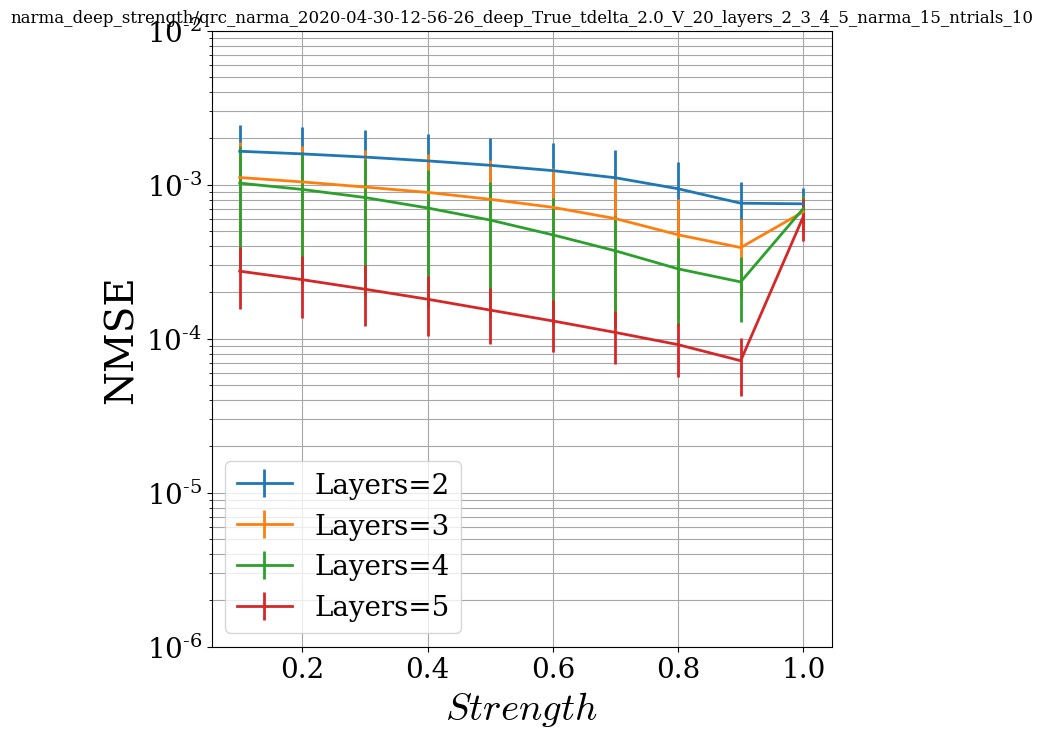 narma_deep_strength/qrc_narma_2020-04-30-12-56-26_deep_True_tdelta_2.0_V_20_layers_2_3_4_5_narma_15_ntrials_10
10-2
10-3
10-4
10-5
10-6
NMSE
Layers=2
Layers=3
Layers=4
Layers=5
0.2 0.4 0.6 0.8 1.0
Strength